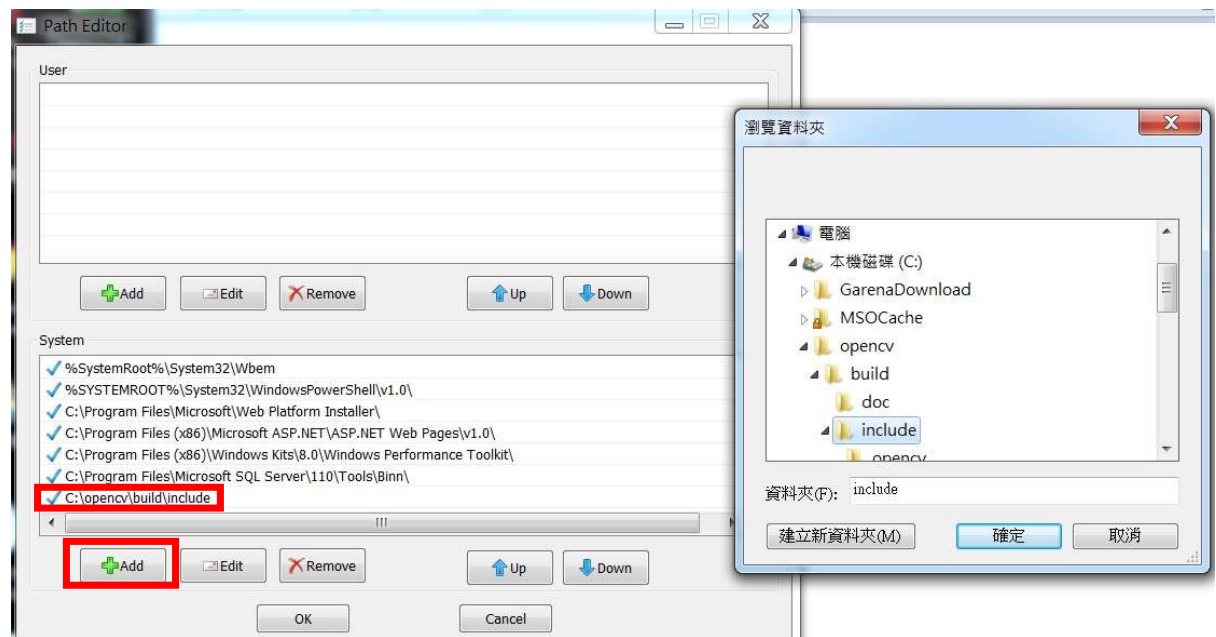 Path Editor
User
Add
Edit
Remove
Up
Down
System
%SystemRoot%\System32\Wbem
%SYSTEMROOT%\System32\WindowsPowerShell\v1.0\
C:\Program Files\Microsoft\Web Platform Installer\
C:\Program Files (x86)\Microsoft ASP.NET\ASP.NET Web Pages\v1.0\
C:\Program Files (x86)\Windows Kits\8.0\Windows Performance Toolkit\
C:\Program Files\Microsoft SQL Server\110\Tools\Binn\
C:\opencv\build\include
Add
Edit
Remove
Up
Down
OK
Cancel
瀏覽資料夾
電腦
本機磁碟 (C:)
GarenaDownload
MSOCache
opencv
build
doc
include
opencv
資料夾(F): include
建立新資料夾(M)
確定
取消